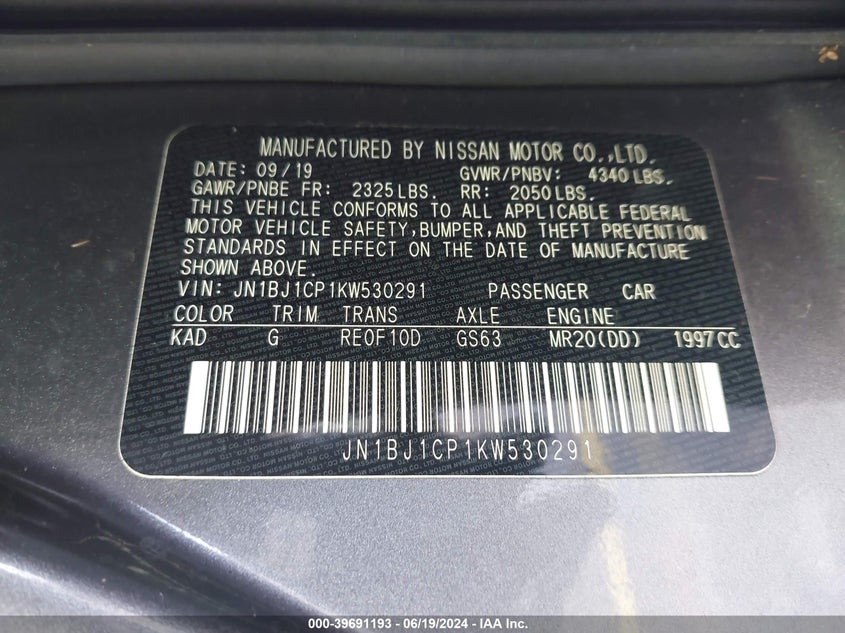 MANUFACTURED BY NISSAN MOTOR CO.,LTD.
DATE: 09/19 GVWR/PNBV: 4340 LBS.
GAWR/PNBE FR: 2325 LBS. RR: 2050 LBS.
THIS VEHICLE CONFORMS TO ALL APPLICABLE FEDERAL
MOTOR VEHICLE SAFETY, BUMPER, AND THEFT PREVENTION
STANDARDS IN EFFECT ON THE DATE OF MANUFACTURE
SHOWN ABOVE.
VIN: JN1BJ1CP1KW530291 PASSENGER CAR
COLOR TRIM TRANS AXLE ENGINE
KAD G RE0F10D GS63 MR20(DD) 1997CC
JN1BJ1CP1KW530291
000-39691193 - 06/19/2024 - IAA Inc.